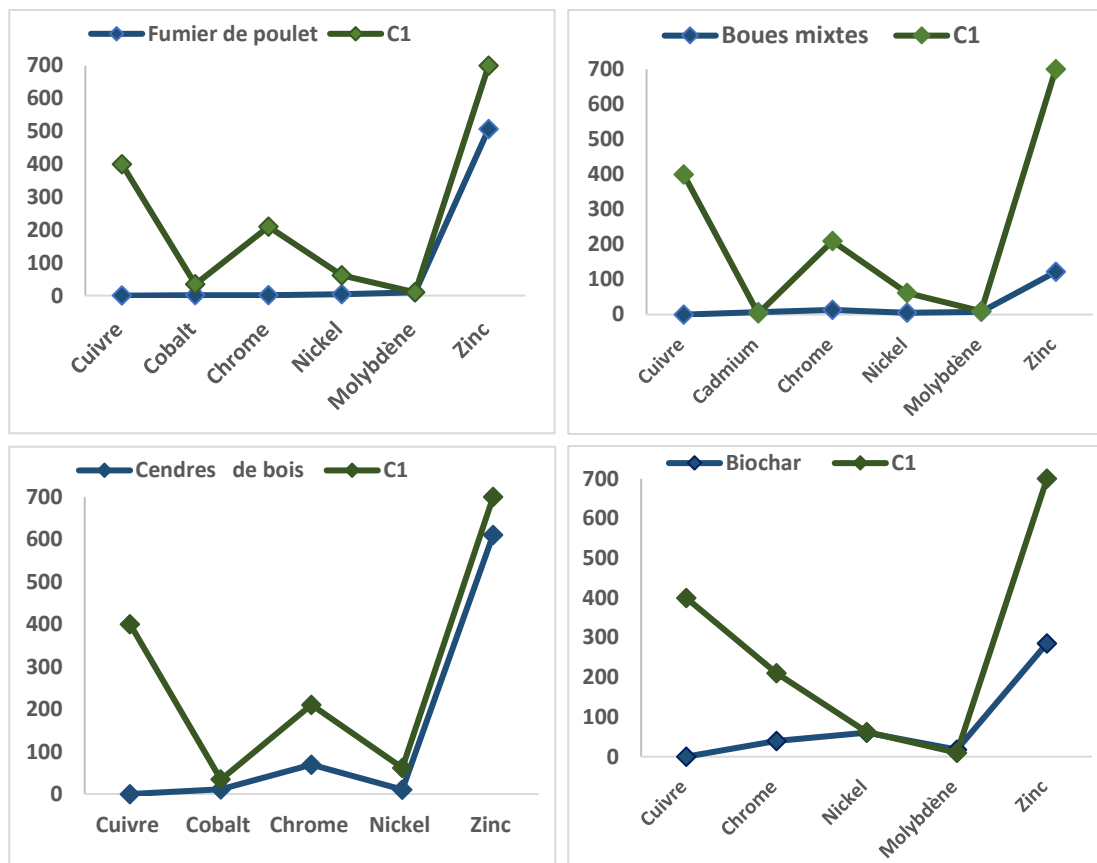 Fumier de poulet C1
700
600
500
400
300
200
100
0
Cuivre
Cobalt
Chrome
Nickel
Molybdène
Zinc
Boues mixtes C1
700
600
500
400
300
200
100
0
Cuivre
Cadmium
Chrome
Nickel
Molybdène
Zinc
Cendres de bois C1
700
600
500
400
300
200
100
0
Cuivre Cobalt Chrome Nickel Zinc
Biochar C1
700
600
500
400
300
200
100
0
Cuivre
Chrome
Nickel
Molybdène
Zinc